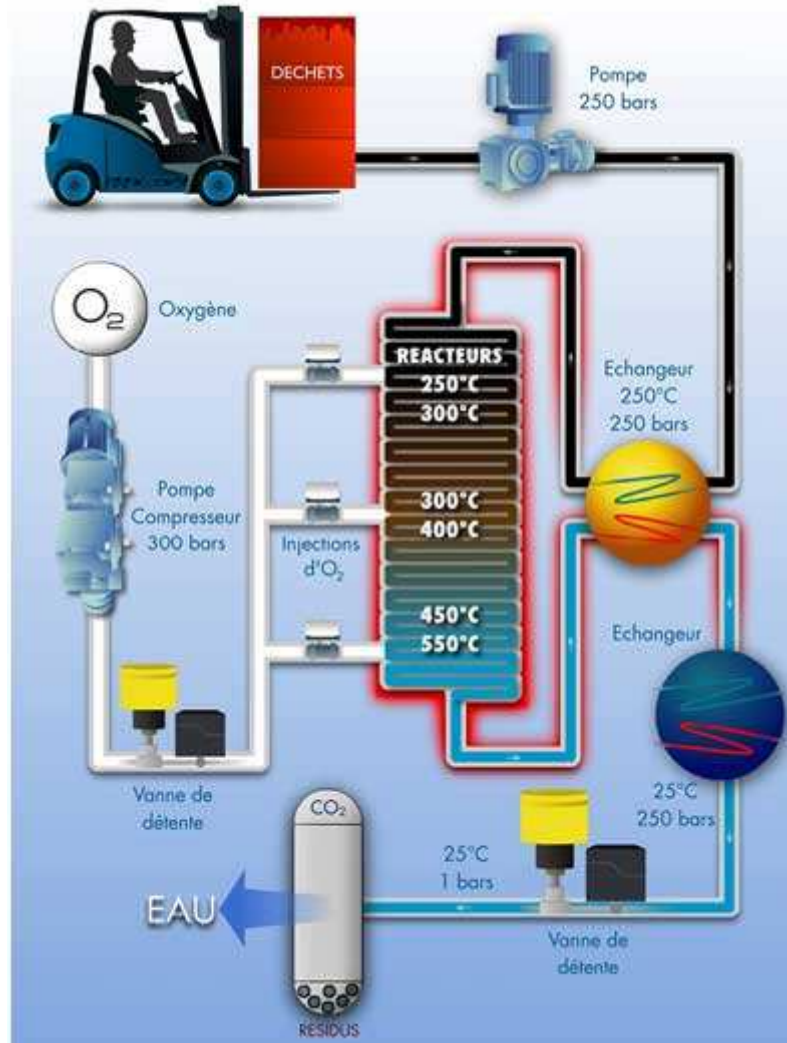 DECHETS
Pompe
250 bars
O2
Oxygène
REACTEURS
250°C
300°C
Echangeur
250°C
250 bars
Pompe
Compresseur
300 bars
Injections
d'O₂
300°C
400°C
450°C
550°C
Echangeur
Vanne de
détente
25°C
250 bars
CO₂
25°C
1 bars
EAU
Vanne de
détente
RESIDUS